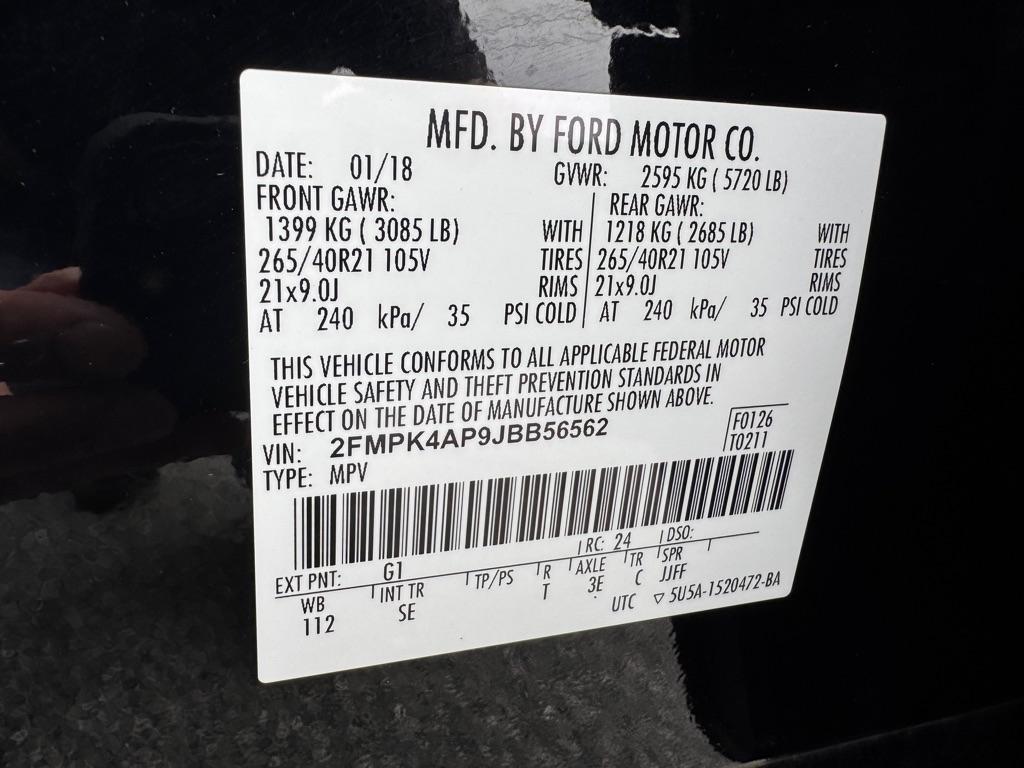 MFD. BY FORD MOTOR CO.
DATE: 01/18 GVWR: 2595 KG ( 5720 LB)
FRONT GAWR: REAR GAWR:
1399 KG ( 3085 LB) WITH 1218 KG ( 2685 LB) WITH
265/40R21 105V TIRES 265/40R21 105V TIRES
21x9.0J RIMS 21x9.0J RIMS
AT 240 kPa/ 35 PSI COLD AT 240 kPa/ 35 PSI COLD
THIS VEHICLE CONFORMS TO ALL APPLICABLE FEDERAL MOTOR
VEHICLE SAFETY AND THEFT PREVENTION STANDARDS IN
EFFECT ON THE DATE OF MANUFACTURE SHOWN ABOVE.
VIN: 2FMPK4AP9JBB56562 F0126
TYPE: MPV T0211
EXT PNT: G1 RC: 24 DSO:
WB INT TR TP/PS R AXLE TR SPR
112 SE T 3E C JJFF
UTC ▽ 5U5A-1520472-BA